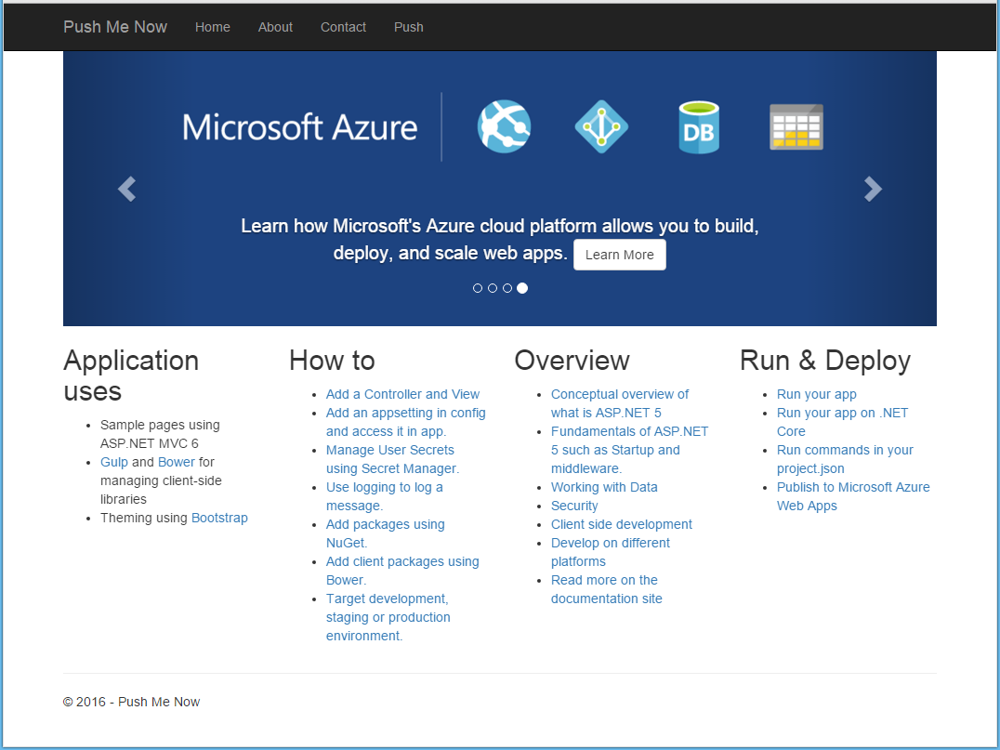 Push Me Now Home About Contact Push
Microsoft Azure
DB
Learn how Microsoft's Azure cloud platform allows you to build,
deploy, and scale web apps. Learn More
Application
uses
Sample pages using
ASP.NET MVC 6
Gulp and Bower for
managing client-side
libraries
Theming using Bootstrap
How to
Add a Controller and View
Add an appsetting in config
and access it in app.
Manage User Secrets
using Secret Manager.
Use logging to log a
message.
Add packages using
NuGet.
Add client packages using
Bower.
Target development,
staging or production
environment.
Overview
Conceptual overview of
what is ASP.NET 5
Fundamentals of ASP.NET
5 such as Startup and
middleware.
Working with Data
Security
Client side development
Develop on different
platforms
Read more on the
documentation site
Run & Deploy
Run your app
Run your app on .NET
Core
Run commands in your
project.json
Publish to Microsoft Azure
Web Apps
© 2016 - Push Me Now